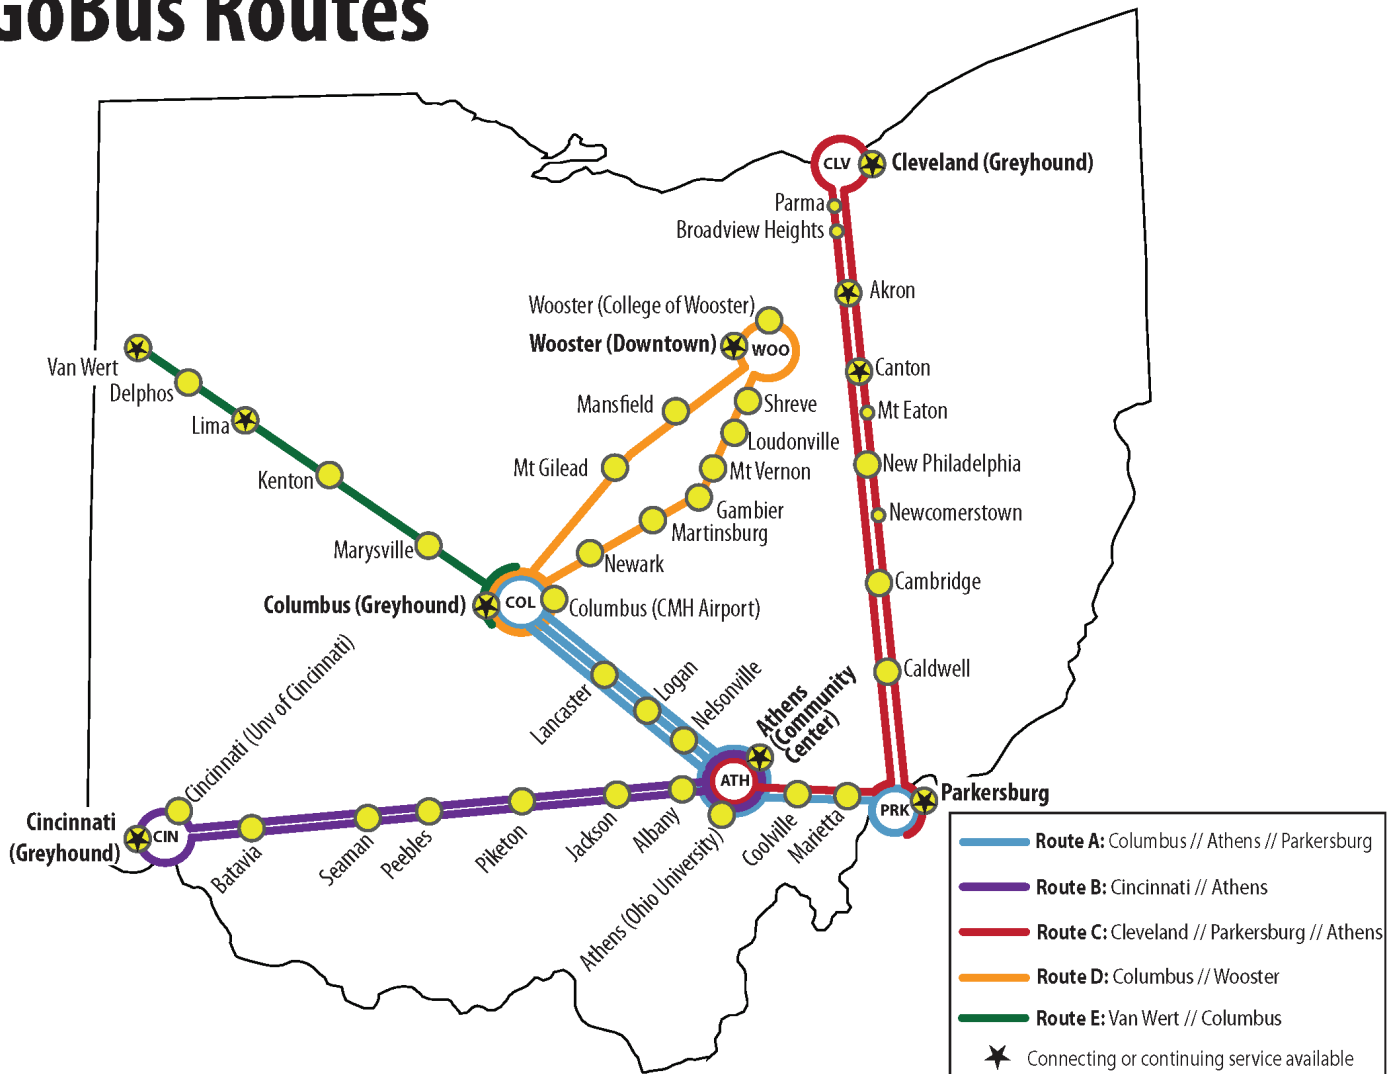 GoBus Routes
CLV
Cleveland (Greyhound)
Parma
Broadview Heights
Akron
Wooster (College of Wooster)
Wooster (Downtown)
WOO
Van Wert
Delphos
Lima
Kenton
Marysville
Canton
Mt Eaton
Mansfield
Shreve
Loudonville
Mt Gilead
Mt Vernon
Gambier
Martinsburg
Newark
New Philadelphia
Newcomerstown
Cambridge
Caldwell
Columbus (Greyhound)
COL
Columbus (CMH Airport)
Lancaster
Logan
Nelsonville
Athens
(Community
Center)
ATH
Cincinnati (Unv of Cincinnati)
Cincinnati
(Greyhound)
CIN
Batavia
Seaman
Peebles
Piketon
Jackson
Albany
Athens (Ohio University)
Coolville
Marietta
PRK
Parkersburg
Route A: Columbus // Athens // Parkersburg
Route B: Cincinnati // Athens
Route C: Cleveland // Parkersburg // Athens
Route D: Columbus // Wooster
Route E: Van Wert // Columbus
Connecting or continuing service available